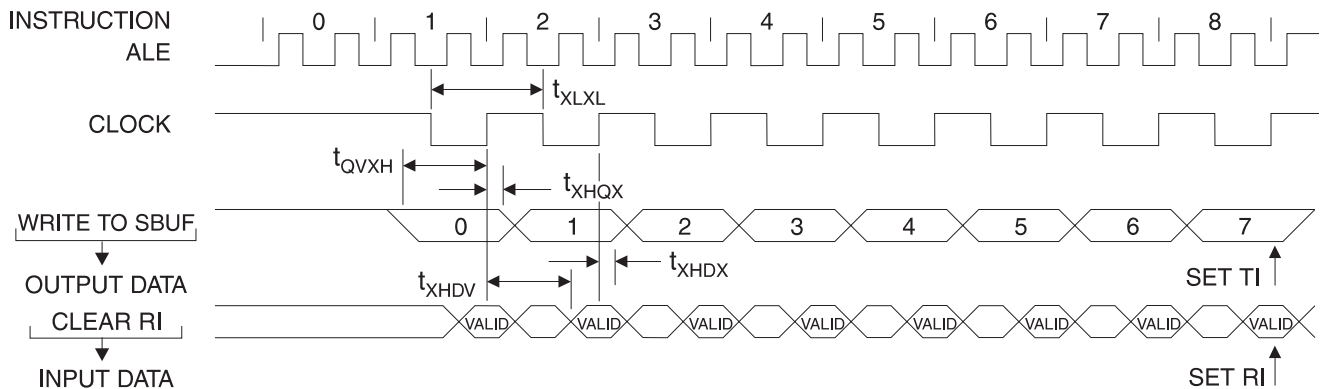 INSTRUCTION 0 1 2 3 4 5 6 7 8
ALE
tXLXL
CLOCK
tQVXH
tXHQX
WRITE TO SBUF 0 1 2 3 4 5 6 7
tXHDX
tXHDV
OUTPUT DATA SET TI
CLEAR RI VALID VALID VALID VALID VALID VALID VALID VALID
INPUT DATA SET RI